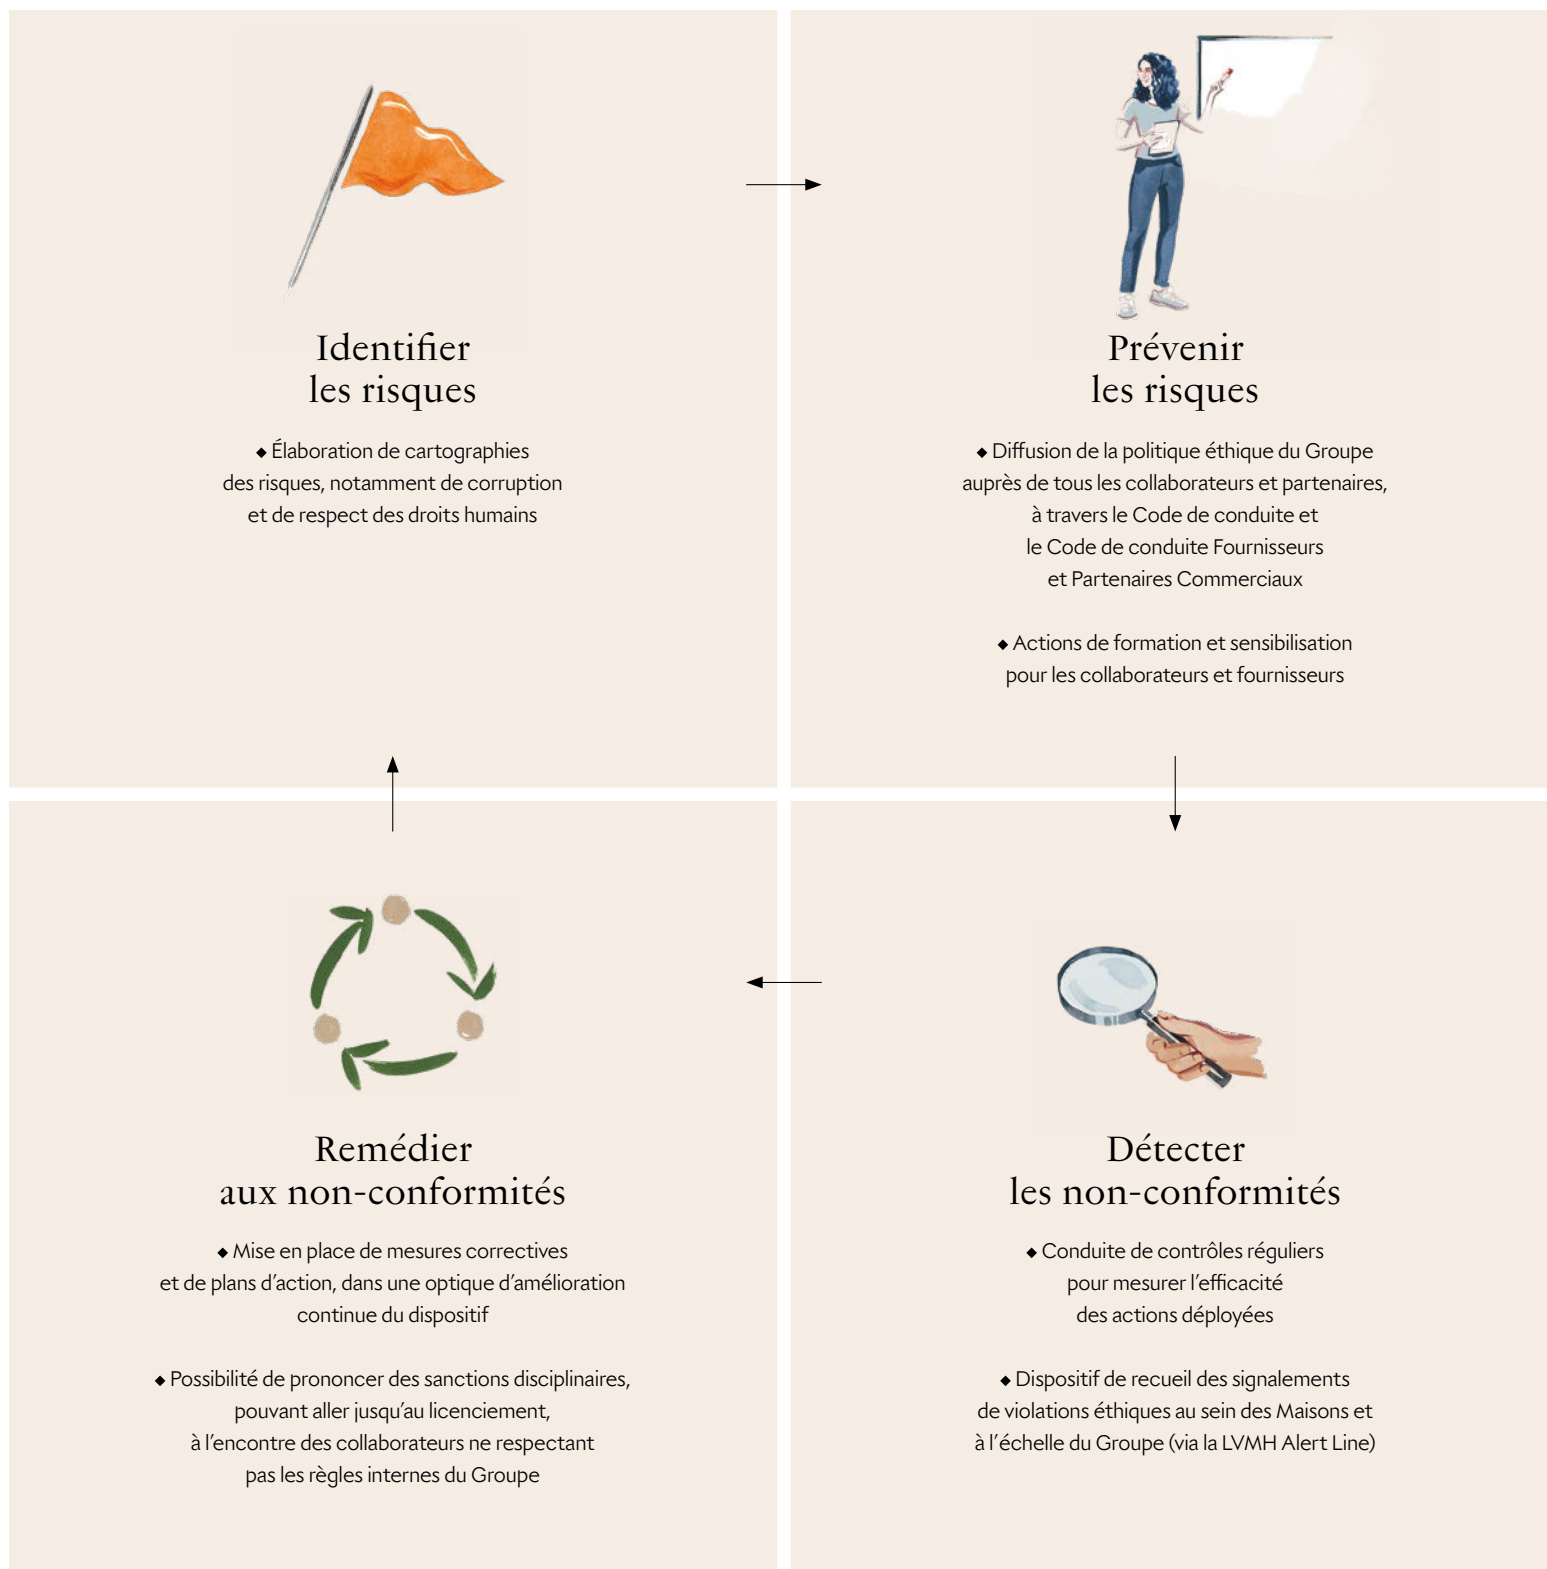 Identifier
les risques
◆ Élaboration de cartographies
des risques, notamment de corruption
et de respect des droits humains
Prévenir
les risques
◆ Diffusion de la politique éthique du Groupe
auprès de tous les collaborateurs et partenaires,
à travers le Code de conduite et
le Code de conduite Fournisseurs
et Partenaires Commerciaux
◆ Actions de formation et sensibilisation
pour les collaborateurs et fournisseurs
Détecter
les non-conformités
◆ Conduite de contrôles réguliers
pour mesurer l’efficacité
des actions déployées
◆ Dispositif de recueil des signalements
de violations éthiques au sein des Maisons et
à l’échelle du Groupe (via la LVMH Alert Line)
Remédier
aux non-conformités
◆ Mise en place de mesures correctives
et de plans d’action, dans une optique d’amélioration
continue du dispositif
◆ Possibilité de prononcer des sanctions disciplinaires,
pouvant aller jusqu’au licenciement,
à l’encontre des collaborateurs ne respectant
pas les règles internes du Groupe